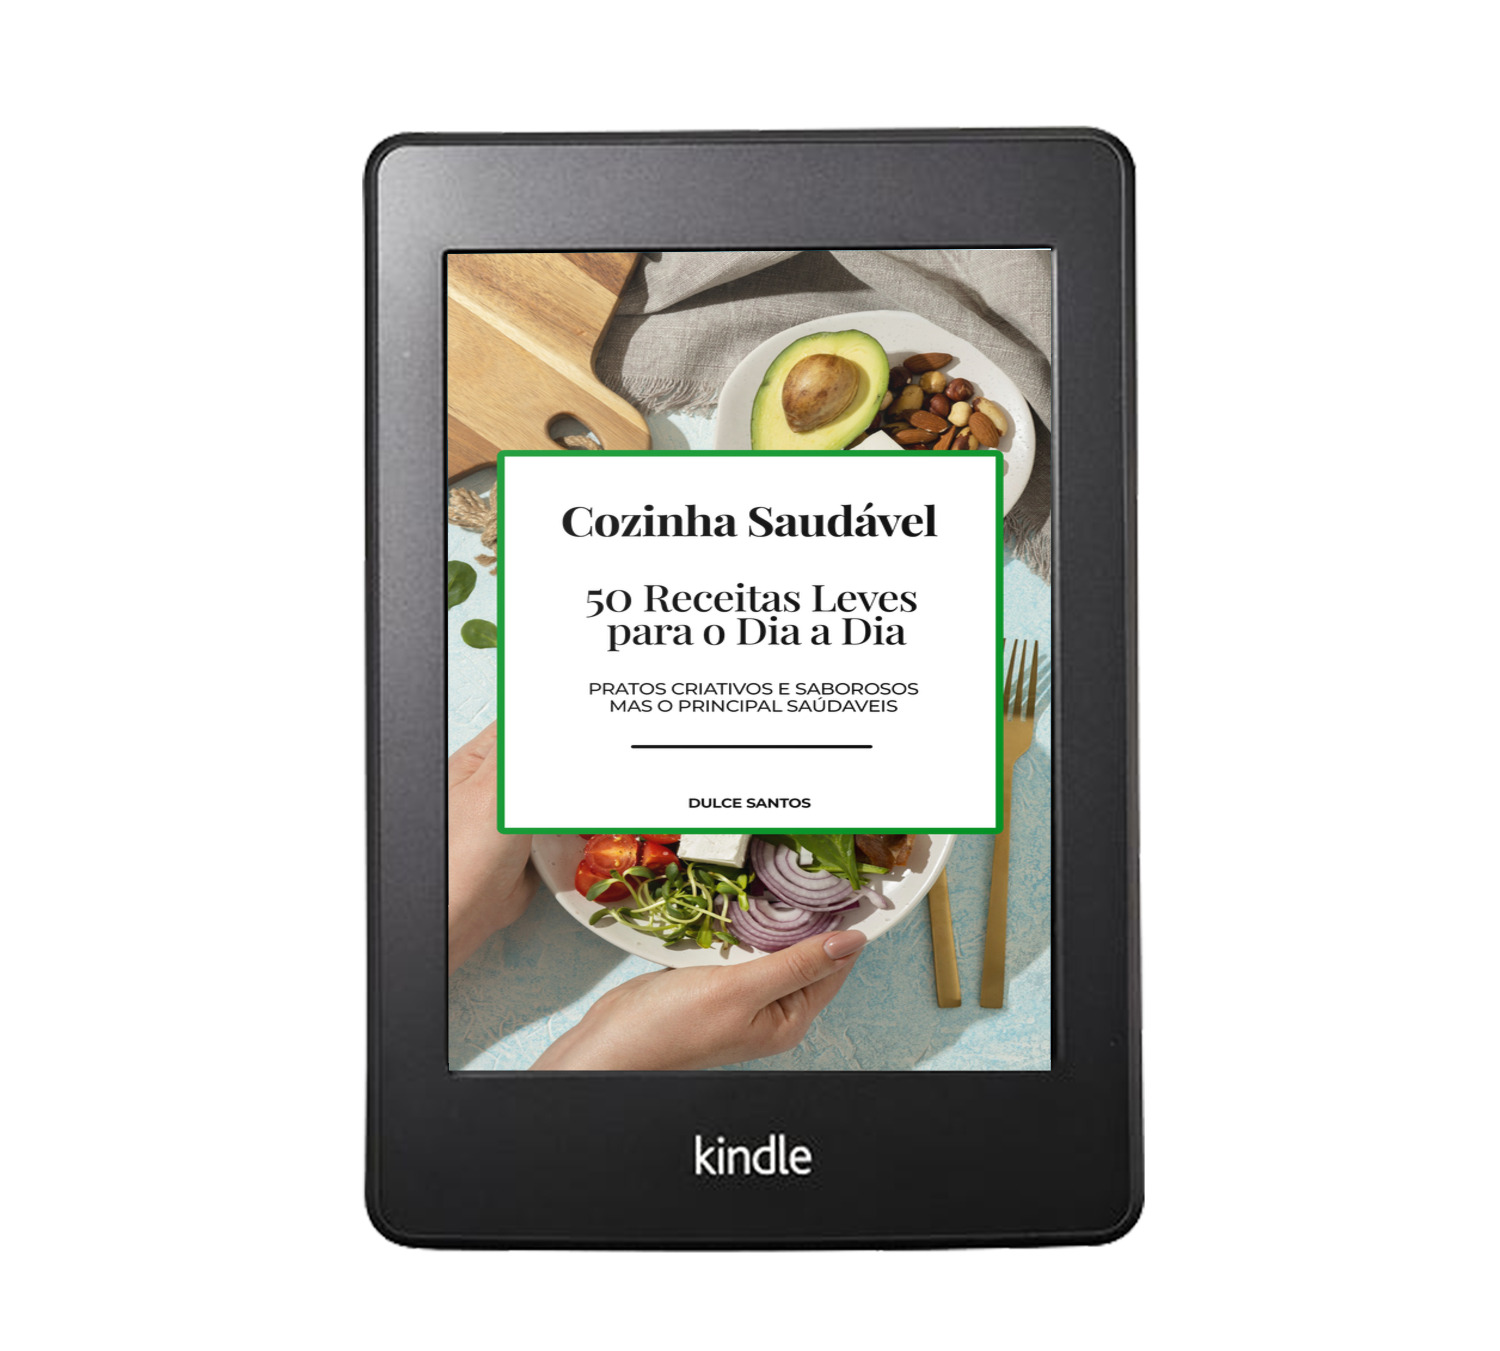 Cozinha Saudável
50 Receitas Leves
para o Dia a Dia
PRATOS CRIATIVOS E SABOROSOS
MAS O PRINCIPAL SAÚDAVEIS
DULCE SANTOS
kindle